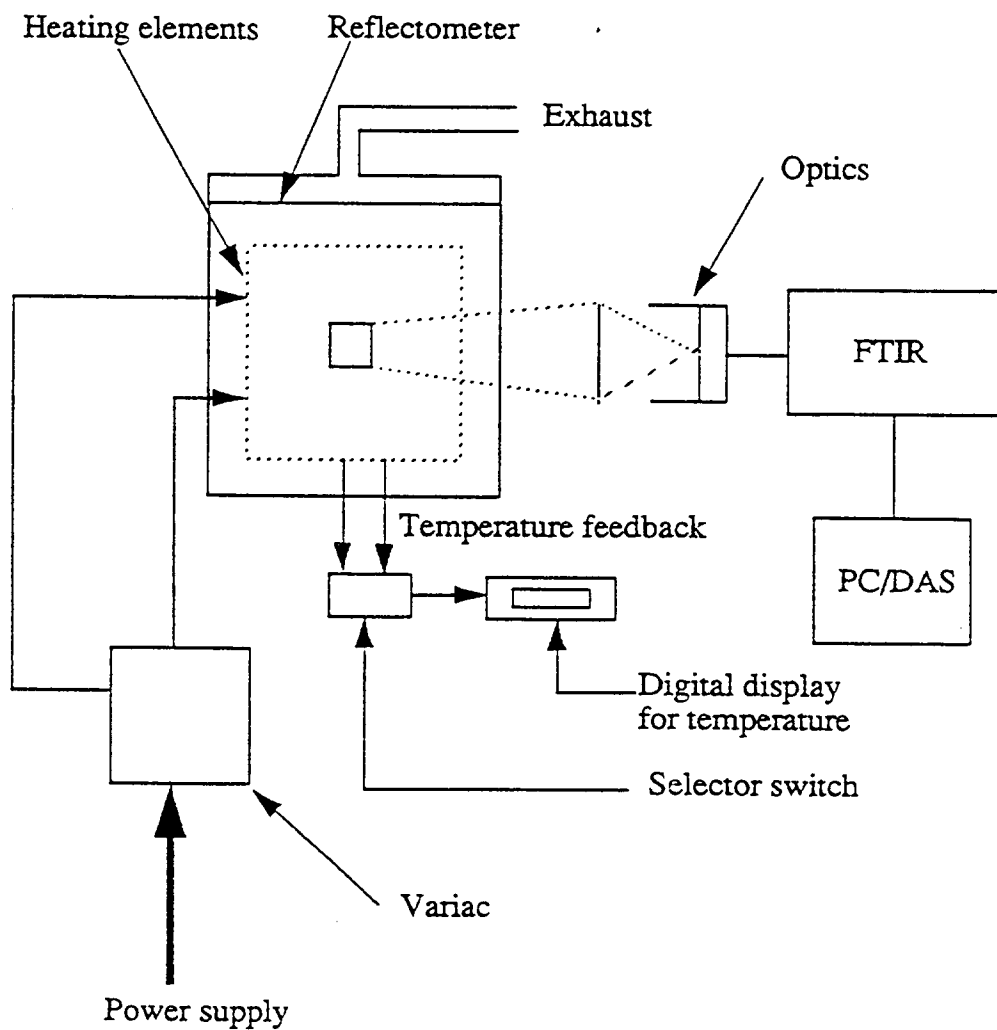 Heating elements
Reflectometer
Exhaust
Optics
FTIR
Temperature feedback
PC/DAS
Digital display
for temperature
Selector switch
Variac
Power supply